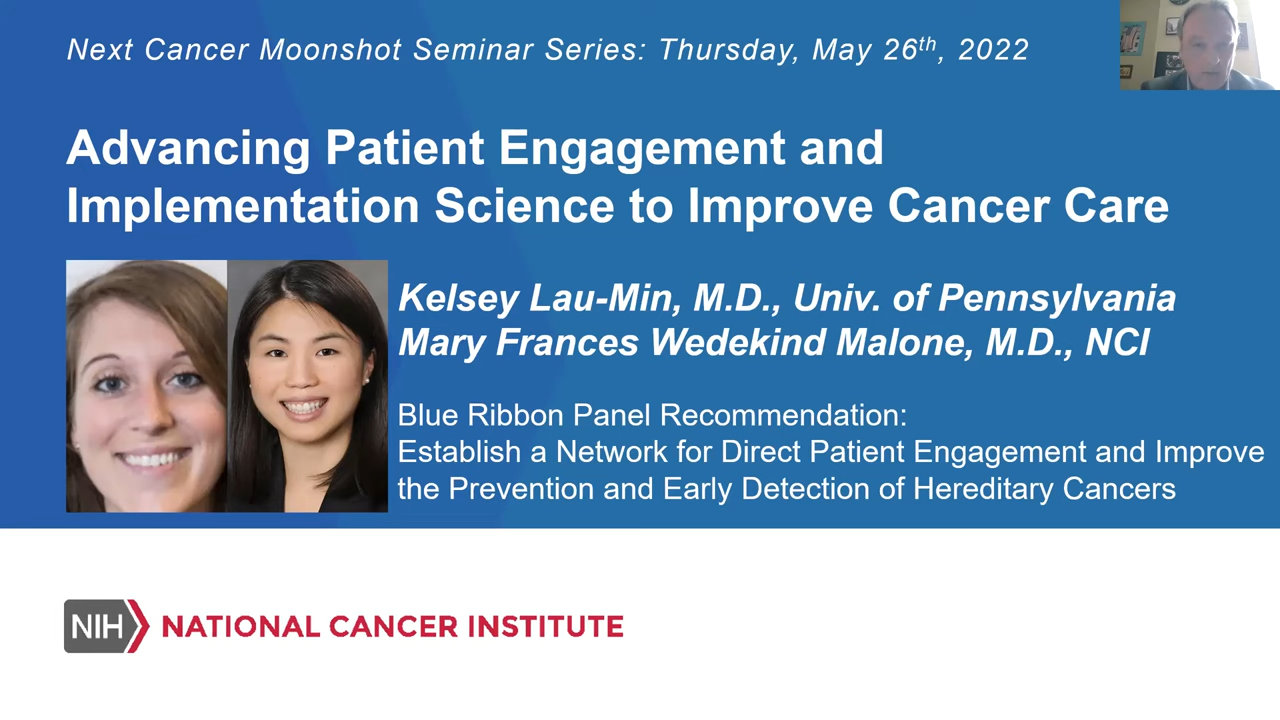 Next Cancer Moonshot Seminar Series: Thursday, May 26th, 2022
Advancing Patient Engagement and
Implementation Science to Improve Cancer Care
Kelsey Lau-Min, M.D., Univ. of Pennsylvania
Mary Frances Wedekind Malone, M.D., NCI
Blue Ribbon Panel Recommendation:
Establish a Network for Direct Patient Engagement and Improve
the Prevention and Early Detection of Hereditary Cancers
NIH NATIONAL CANCER INSTITUTE